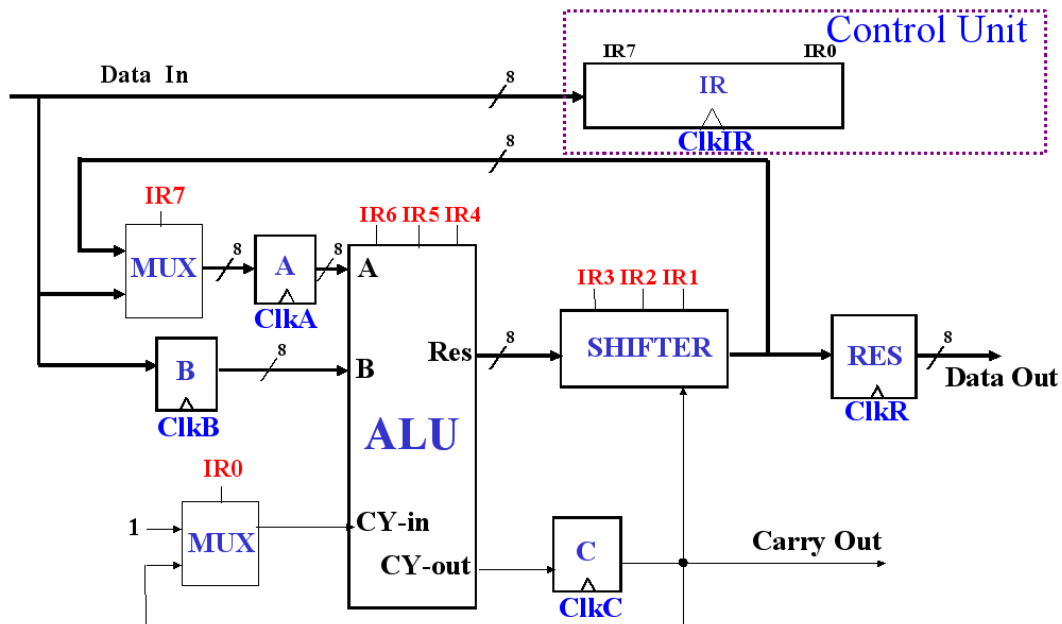 Control Unit
IR7 IR0
Data In
8
IR
ClkIR
8
IR7
IR6 IR5 IR4
MUX
8
A
8
A
ClkA
IR3 IR2 IR1
B
8
B
ClkB
Res
8
SHIFTER
RES
8
Data Out
ClkR
ALU
IR0
1
MUX
CY-in
CY-out
C
ClkC
Carry Out